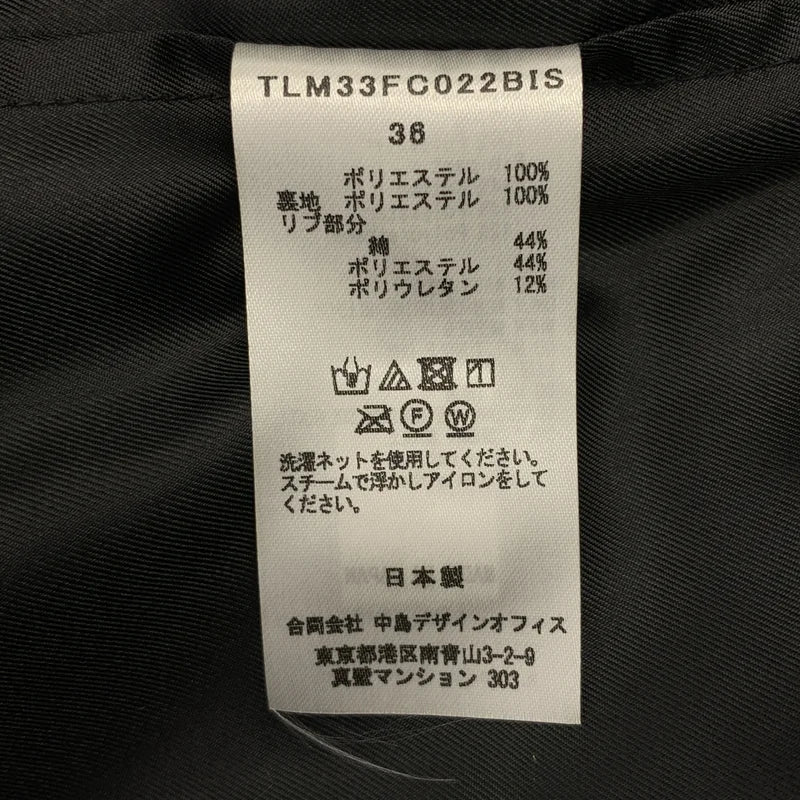 TLM33FC022BIS
38
ポリエステル 100%
裏地 ポリエステル 100%
リブ部分
綿 44%
ポリエステル 44%
ポリウレタン 12%
F W
洗濯ネットを使用してください。
スチームで浮かしアイロンをして
ください。
日本製
合同会社 中島デザインオフィス
東京都港区南青山3-2-9
真壁マンション 303